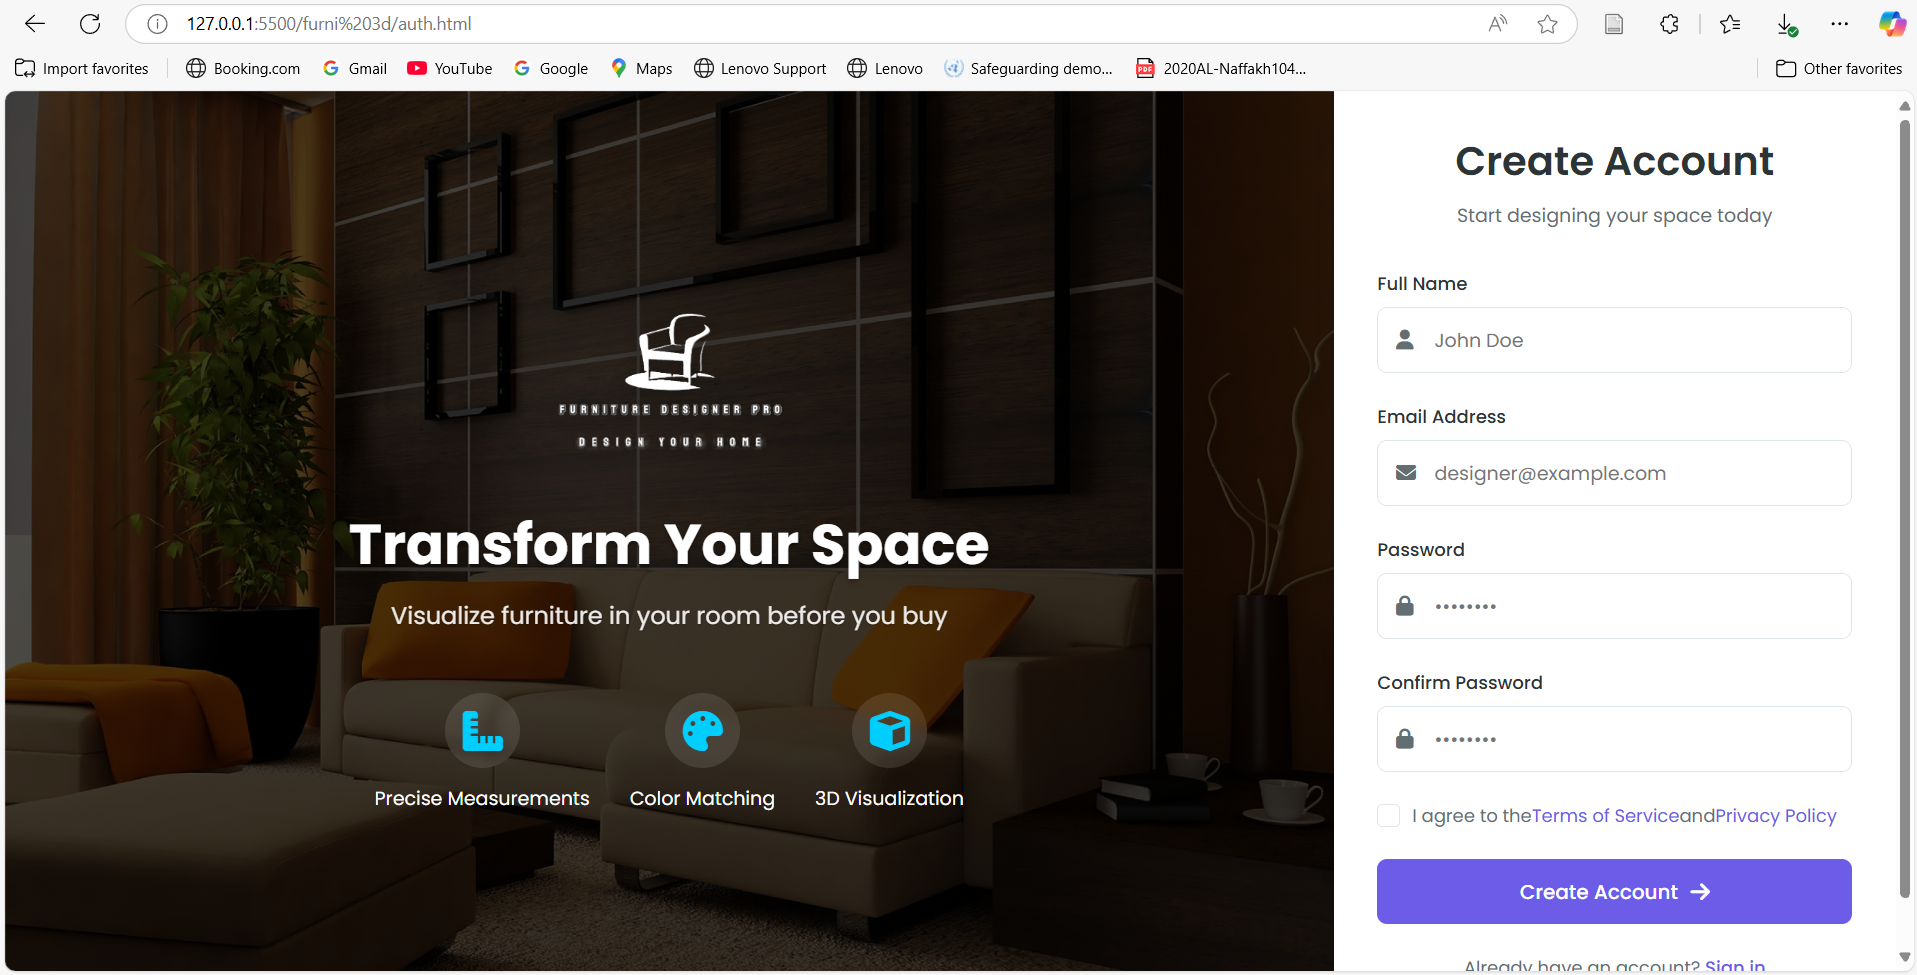 127.0.0.1:5500/furni%203d/auth.html
Import favorites
Booking.com
Gmail
YouTube
Google
Maps
Lenovo Support
Lenovo
Safeguarding demo...
2020AL-Naffakh104...
Other favorites
FURNITURE DESIGNER PRO
DESIGN YOUR HOME
Transform Your Space
Visualize furniture in your room before you buy
Precise Measurements
Color Matching
3D Visualization
Create Account
Start designing your space today
Full Name
John Doe
Email Address
designer@example.com
Password
••••••••
Confirm Password
••••••••
I agree to theTerms of ServiceandPrivacy Policy
Create Account
Already have an account? Sign in